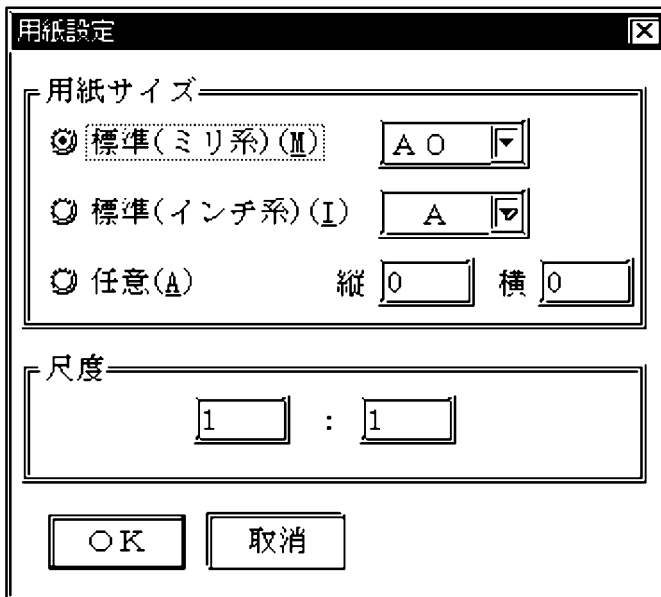 用紙設定
用紙サイズ
標準(ミリ系)(M) A0
標準(インチ系)(I) A
任意(A) 縦 0 横 0
尺度
1 : 1
OK 取消